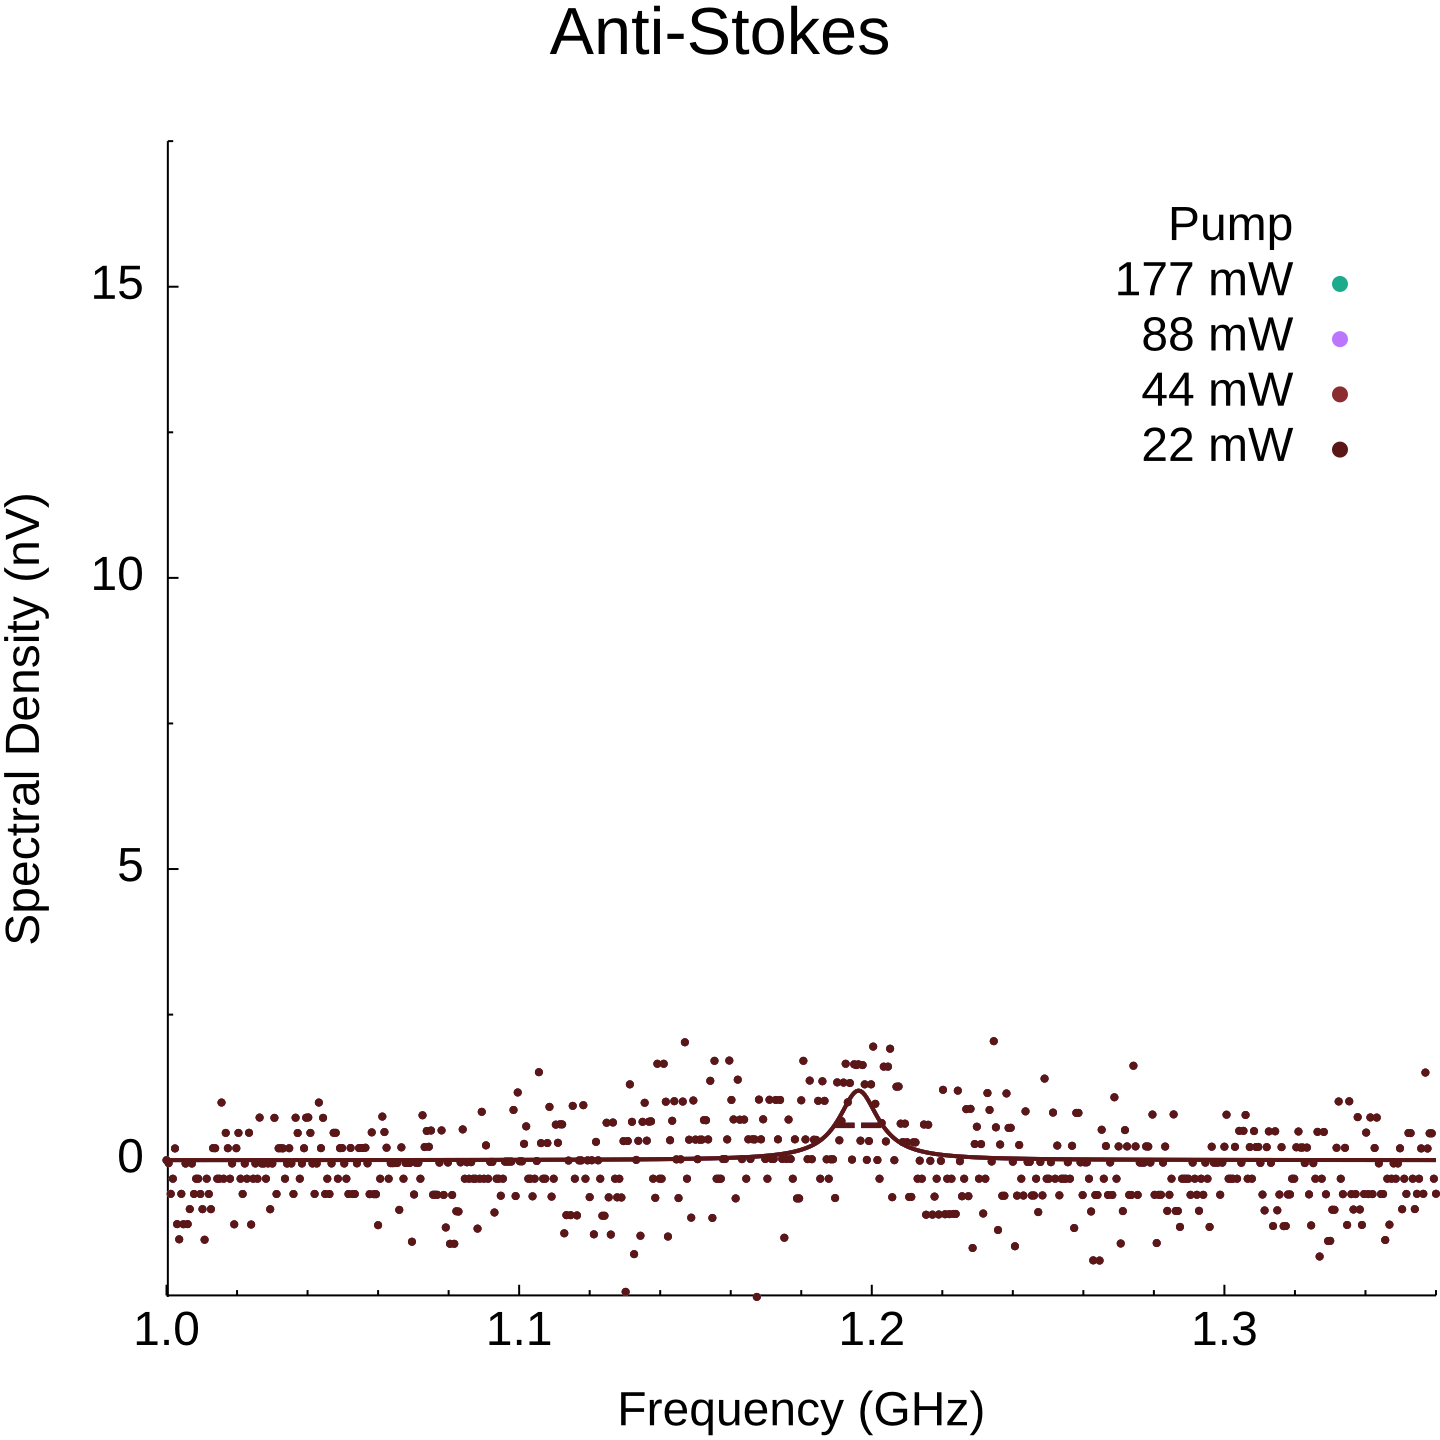 Anti-Stokes
Pump
177 mW
88 mW
44 mW
22 mW
Spectral Density (nV)
15
10
5
0
1.0
1.1
1.2
1.3
Frequency (GHz)